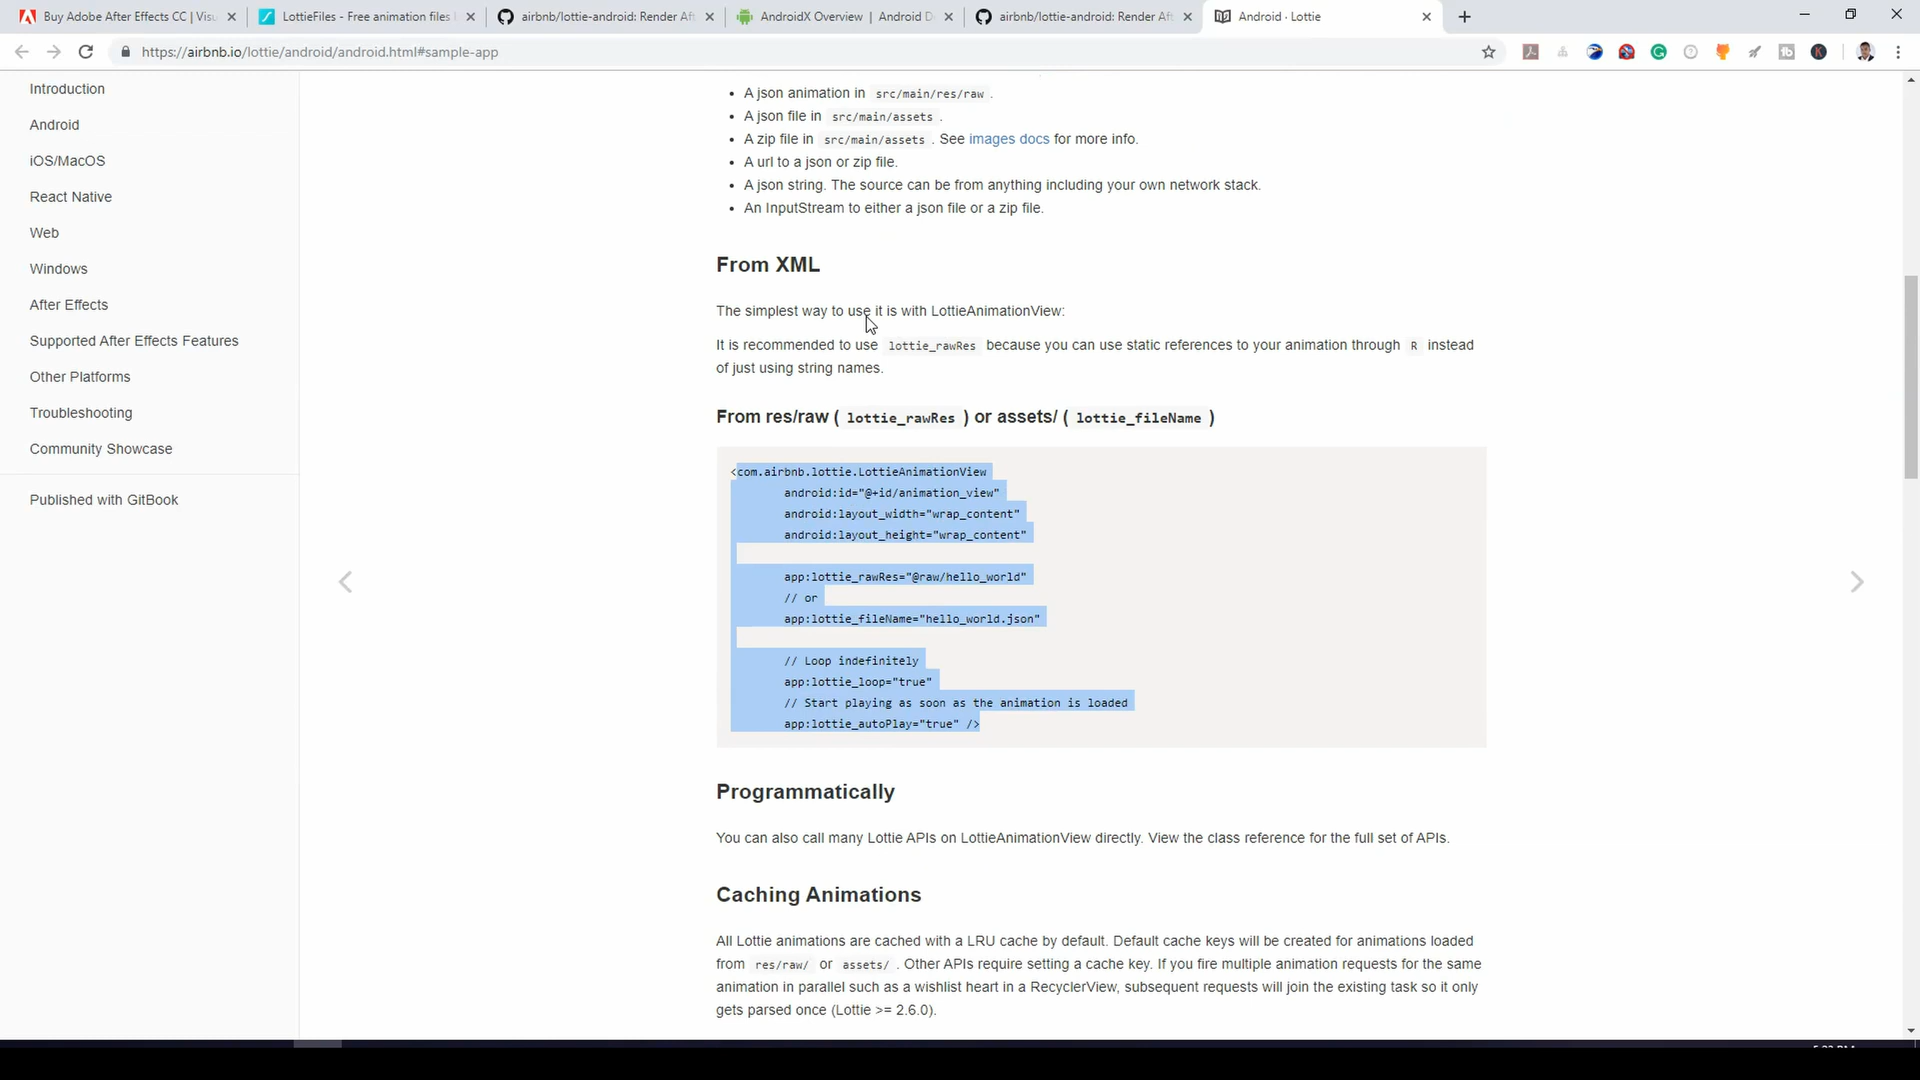 Buy Adobe After Effects CC | Visu
LottieFiles - Free animation files
airbnb/lottie-android: Render Aft
AndroidX Overview | Android D
airbnb/lottie-android: Render Aft
Android · Lottie
https://airbnb.io/lottie/android/android.html#sample-app
Introduction
Android
iOS/MacOS
React Native
Web
Windows
After Effects
Supported After Effects Features
Other Platforms
Troubleshooting
Community Showcase
Published with GitBook
• A json animation in src/main/res/raw .
• A json file in src/main/assets .
• A zip file in src/main/assets . See images docs for more info.
• A url to a json or zip file.
• A json string. The source can be from anything including your own network stack.
• An InputStream to either a json file or a zip file.
From XML
The simplest way to use it is with LottieAnimationView:
It is recommended to use lottie_rawRes because you can use static references to your animation through R instead
of just using string names.
From res/raw ( lottie_rawRes ) or assets/ ( lottie_fileName )
<com.airbnb.lottie.LottieAnimationView
android:id="@+id/animation_view"
android:layout_width="wrap_content"
android:layout_height="wrap_content"
app:lottie_rawRes="@raw/hello_world"
// or
app:lottie_fileName="hello_world.json"
// Loop indefinitely
app:lottie_loop="true"
// Start playing as soon as the animation is loaded
app:lottie_autoPlay="true" />
Programmatically
You can also call many Lottie APIs on LottieAnimationView directly. View the class reference for the full set of APIs.
Caching Animations
All Lottie animations are cached with a LRU cache by default. Default cache keys will be created for animations loaded
from res/raw/ or assets/ . Other APIs require setting a cache key. If you fire multiple animation requests for the same
animation in parallel such as a wishlist heart in a RecyclerView, subsequent requests will join the existing task so it only
gets parsed once (Lottie >= 2.6.0).